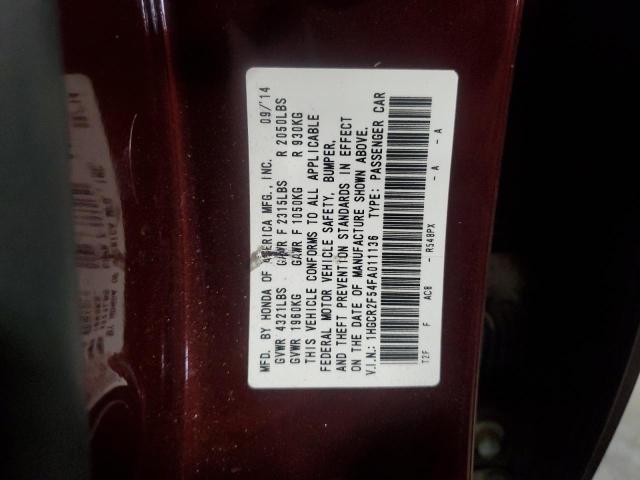 MFD. BY HONDA OF AMERICA MFG., INC. 09/'14
GVWR 4321LBS GAWR F 2315LBS R 2050LBS
GVWR 1960KG GAWR F 1050KG R 930KG
THIS VEHICLE CONFORMS TO ALL APPLICABLE
FEDERAL MOTOR VEHICLE SAFETY, BUMPER,
AND THEFT PREVENTION STANDARDS IN EFFECT
ON THE DATE OF MANUFACTURE SHOWN ABOVE.
V.I.N.: 1HGCR2F54FA011136 TYPE: PASSENGER CAR
T2F F AC8 - R548PX - A - A